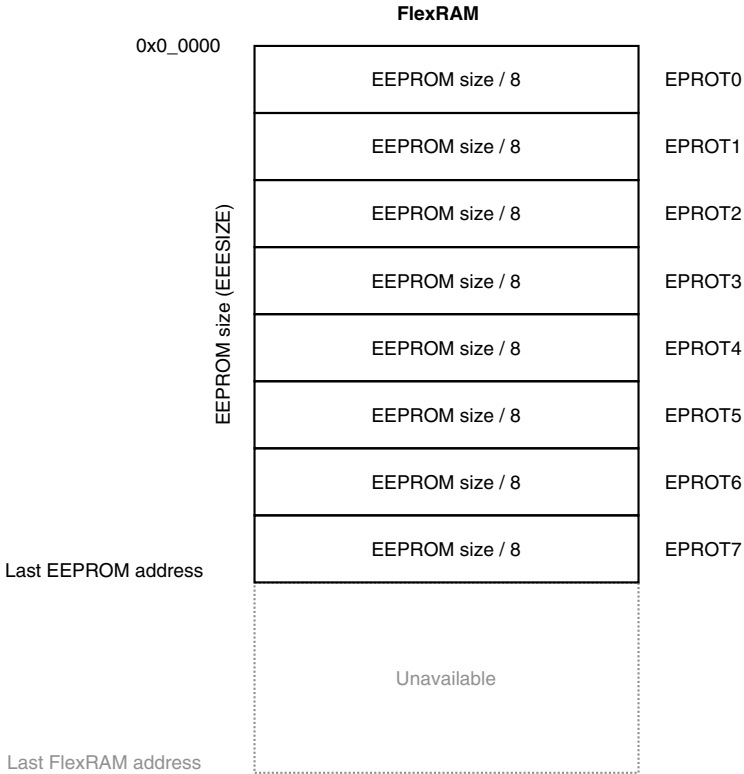 FlexRAM
0x0_0000
EEPROM size / 8 EPROT0
EEPROM size / 8 EPROT1
EEPROM size / 8 EPROT2
EEPROM size / 8 EPROT3
EEPROM size / 8 EPROT4
EEPROM size / 8 EPROT5
EEPROM size / 8 EPROT6
EEPROM size / 8 EPROT7
EEPROM size (EEESIZE)
Last EEPROM address
Unavailable
Last FlexRAM address